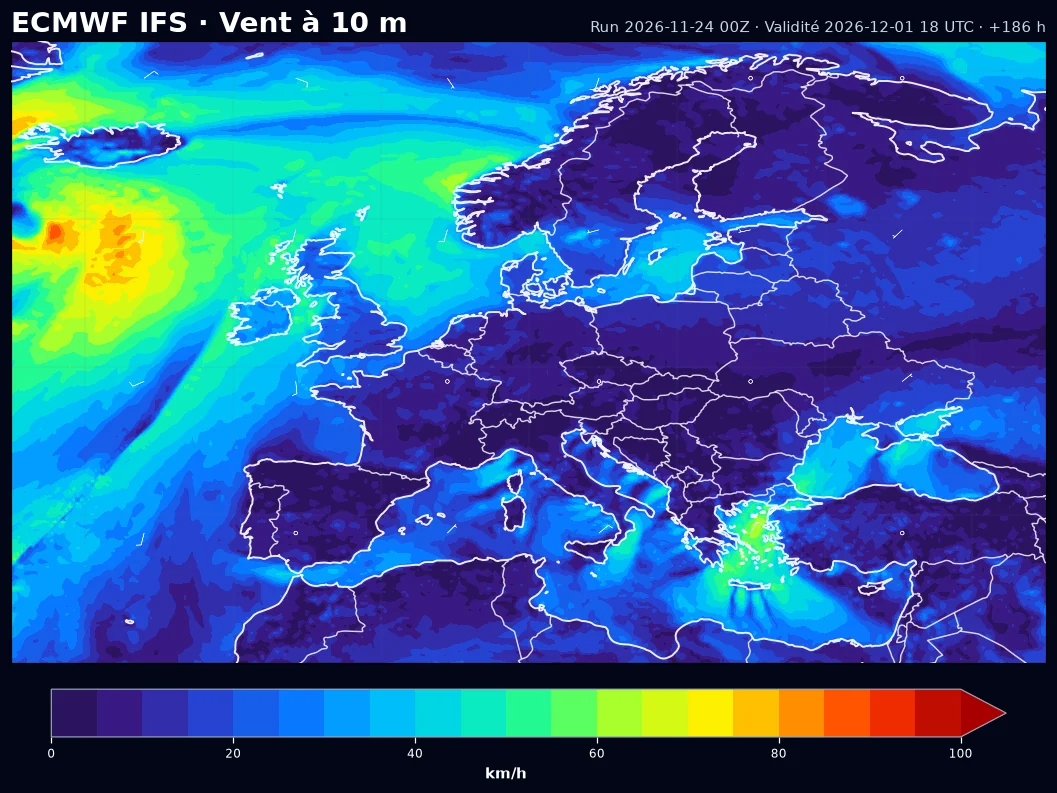 ECMWF IFS · Vent à 10 m
Run 2026-11-24 00Z · Validité 2026-12-01 18 UTC · +186 h
0 20 40 60 80 100
km/h